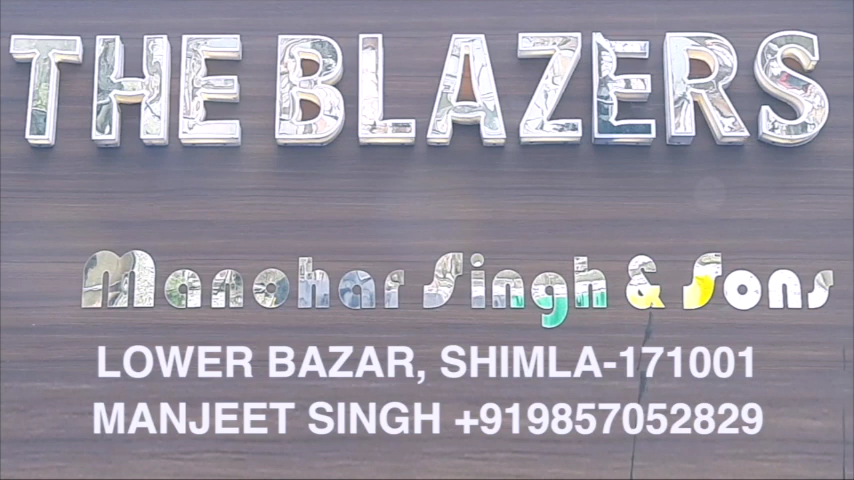 THE BLAZERS
Manohar Singh & Sons
LOWER BAZAR, SHIMLA-171001
MANJEET SINGH +919857052829